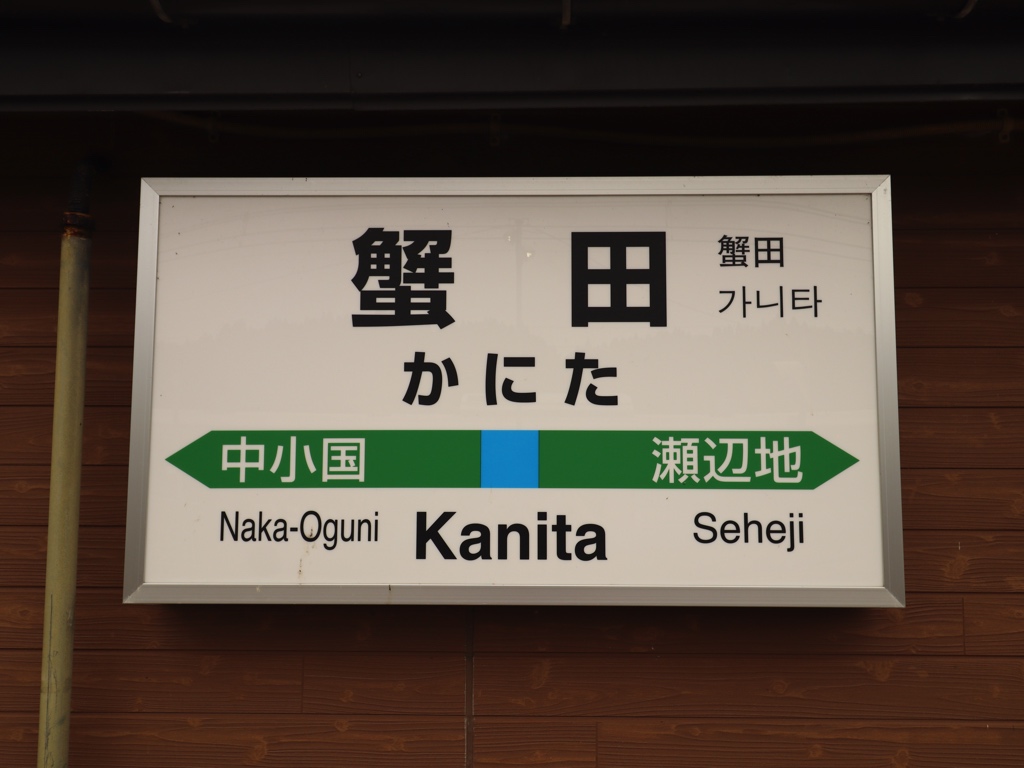 蟹田
蟹田
가니타
かにた
中小国 瀬辺地
Naka-Oguni Kanita Seheji